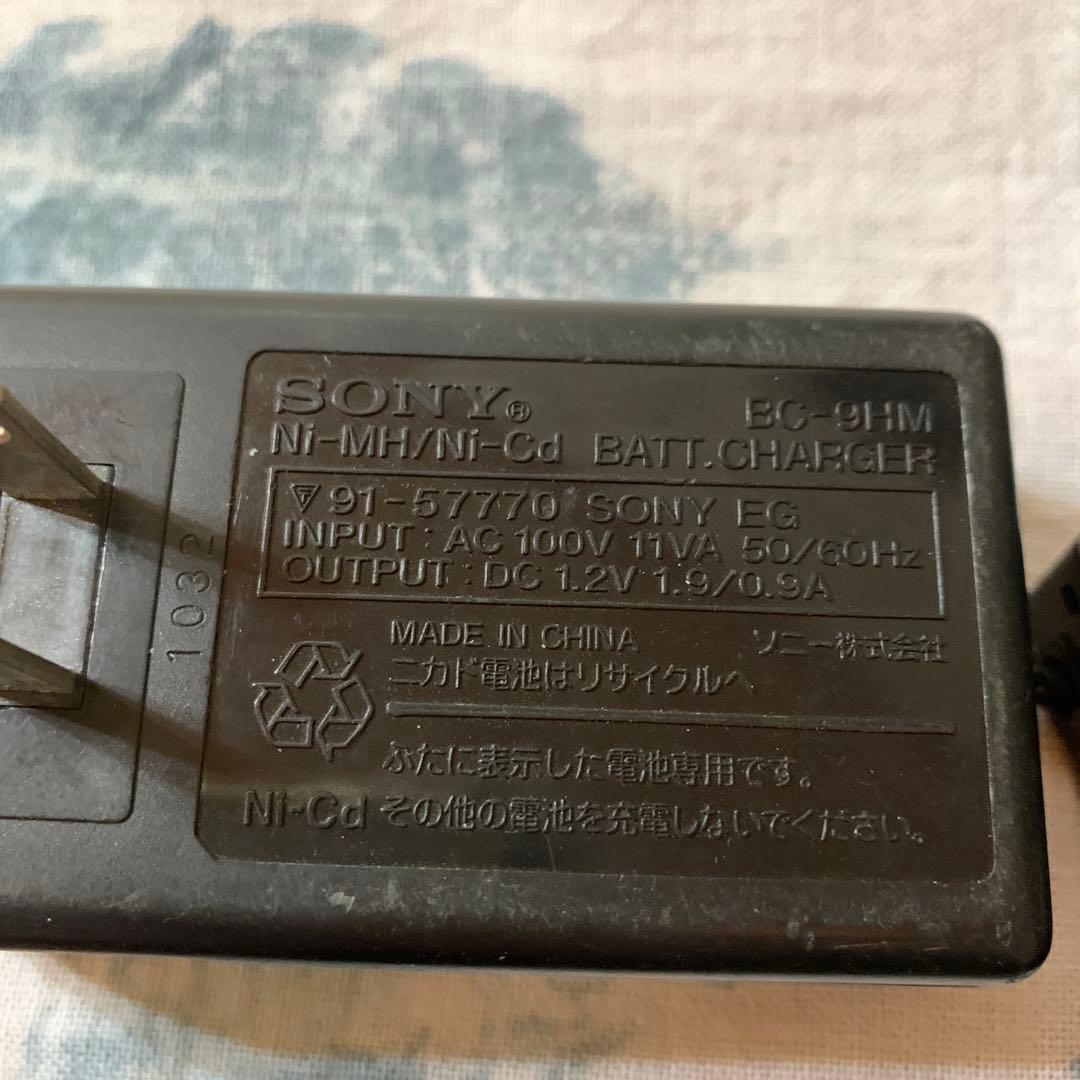 SONY® BC-9HM
Ni-MH/Ni-Cd BATT.CHARGER
91-57770 SONY EG
INPUT : AC 100V 11VA 50/60Hz
OUTPUT : DC 1.2V 1.9/0.9A
MADE IN CHINA ソニー株式会社
ニカド電池はリサイクルへ
ふたに表示した電池専用です。
Ni-Cd その他の電池を充電しないでください。
1032